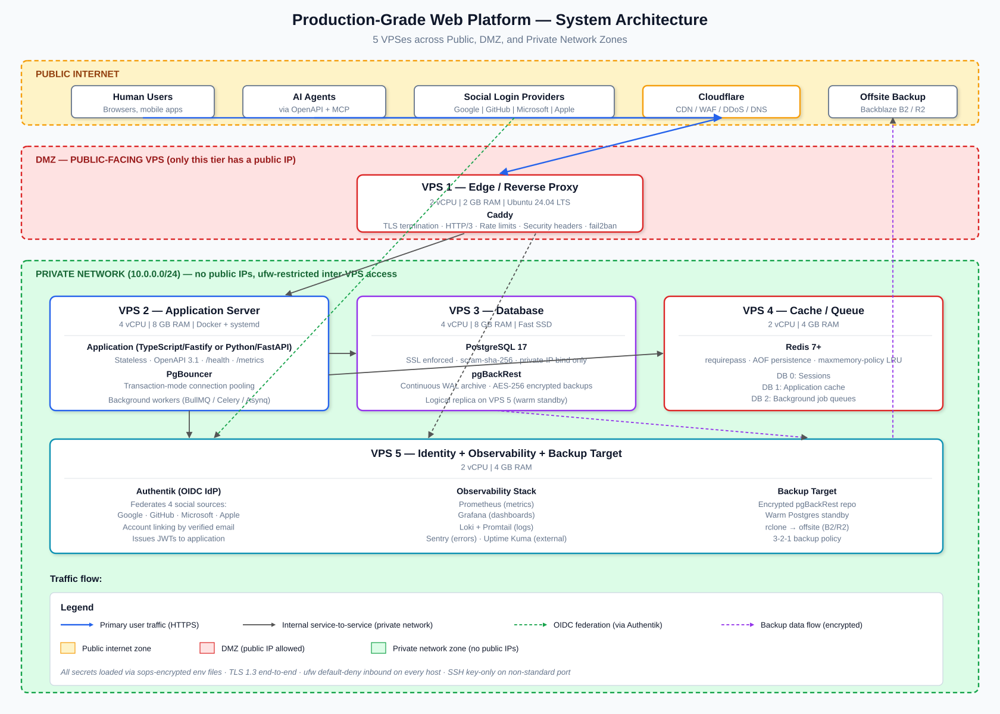 Production-Grade Web Platform — System Architecture
5 VPSes across Public, DMZ, and Private Network Zones
PUBLIC INTERNET
Human Users
Browsers, mobile apps
AI Agents
via OpenAPI + MCP
Social Login Providers
Google | GitHub | Microsoft | Apple
Cloudflare
CDN / WAF / DDoS / DNS
Offsite Backup
Backblaze B2 / R2
DMZ — PUBLIC-FACING VPS (only this tier has a public IP)
VPS 1 — Edge / Reverse Proxy
2 vCPU | 2 GB RAM | Ubuntu 24.04 LTS
Caddy
TLS termination · HTTP/3 · Rate limits · Security headers · fail2ban
PRIVATE NETWORK (10.0.0.0/24) — no public IPs, ufw-restricted inter-VPS access
VPS 2 — Application Server
4 vCPU | 8 GB RAM | Docker + systemd
Application (TypeScript/Fastify or Python/FastAPI)
Stateless · OpenAPI 3.1 · /health · /metrics
PgBouncer
Transaction-mode connection pooling
Background workers (BullMQ / Celery / Asynq)
VPS 3 — Database
4 vCPU | 8 GB RAM | Fast SSD
PostgreSQL 17
SSL enforced · scram-sha-256 · private IP bind only
pgBackRest
Continuous WAL archive · AES-256 encrypted backups
Logical replica on VPS 5 (warm standby)
VPS 4 — Cache / Queue
2 vCPU | 4 GB RAM
Redis 7+
requirepass · AOF persistence · maxmemory-policy LRU
DB 0: Sessions
DB 1: Application cache
DB 2: Background job queues
VPS 5 — Identity + Observability + Backup Target
2 vCPU | 4 GB RAM
Authentik (OIDC IdP)
Federates 4 social sources:
Google · GitHub · Microsoft · Apple
Account linking by verified email
Issues JWTs to application
Observability Stack
Prometheus (metrics)
Grafana (dashboards)
Loki + Promtail (logs)
Sentry (errors) · Uptime Kuma (external)
Backup Target
Encrypted pgBackRest repo
Warm Postgres standby
rclone → offsite (B2/R2)
3-2-1 backup policy
Traffic flow:
Legend
Primary user traffic (HTTPS)
Internal service-to-service (private network)
OIDC federation (via Authentik)
Backup data flow (encrypted)
Public internet zone
DMZ (public IP allowed)
Private network zone (no public IPs)
All secrets loaded via sops-encrypted env files · TLS 1.3 end-to-end · ufw default-deny inbound on every host · SSH key-only on non-standard port